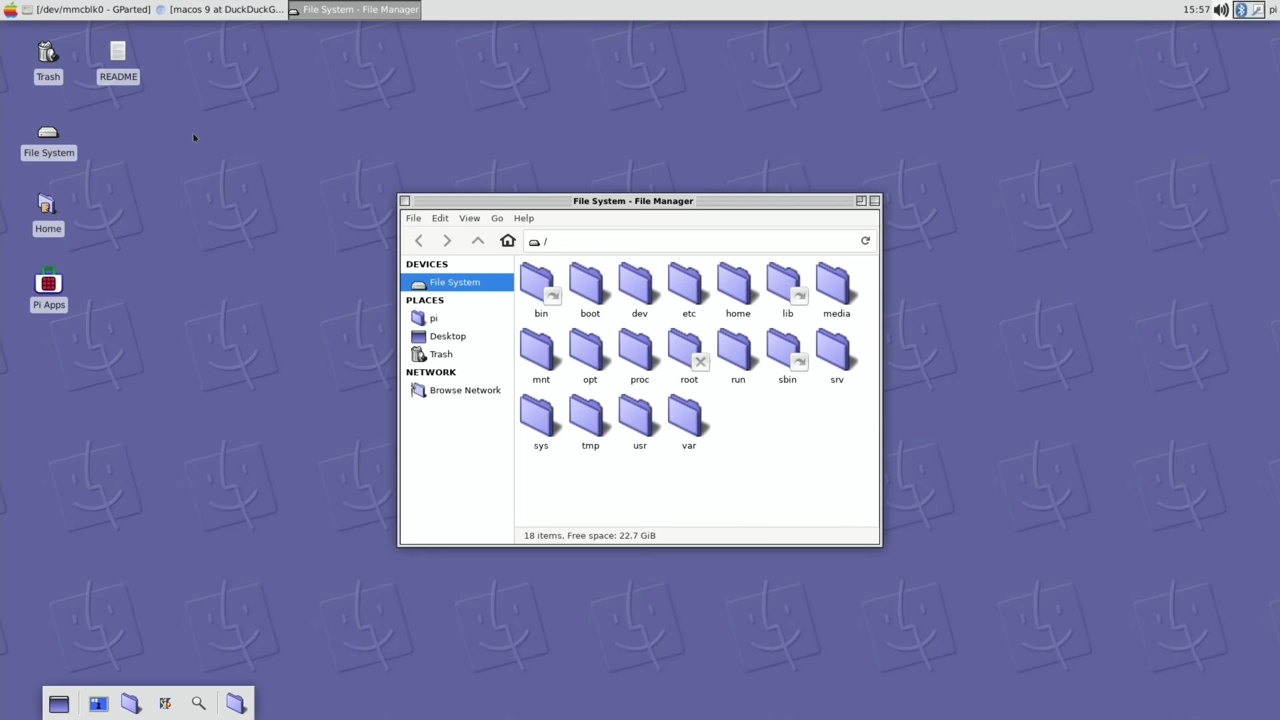 [/dev/mmcblk0 - GParted] [macos 9 at DuckDuckG... File System - File Manager 15:57 pi
Trash README
File System
Home
Pi Apps
File System - File Manager
File Edit View Go Help
/
DEVICES
File System
PLACES
pi
Desktop
Trash
NETWORK
Browse Network
bin boot dev etc home lib media
mnt opt proc root run sbin srv
sys tmp usr var
18 items, Free space: 22.7 GiB